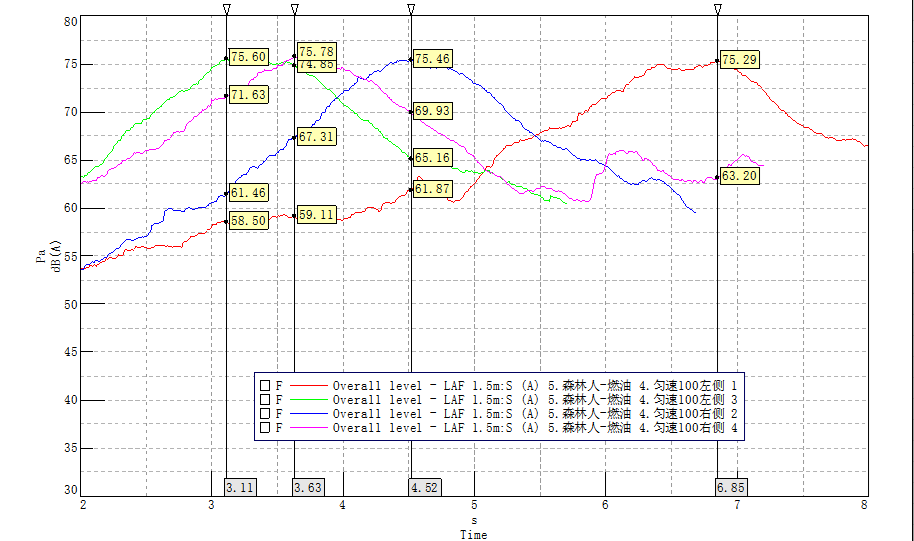 80
75
70
65
60
55
50
45
40
35
30
Pa
dB(A)
75.60
71.63
61.46
58.50
75.78
74.85
67.31
59.11
75.46
69.93
65.16
61.87
75.29
63.20
F Overall level - LAF 1.5m:S (A) 5.森林人-燃油 4.匀速100左侧 1
F Overall level - LAF 1.5m:S (A) 5.森林人-燃油 4.匀速100左侧 3
F Overall level - LAF 1.5m:S (A) 5.森林人-燃油 4.匀速100右侧 2
F Overall level - LAF 1.5m:S (A) 5.森林人-燃油 4.匀速100右侧 4
3.11 3.63 4.52 6.85
2 3 4 5 6 7 8
s
Time